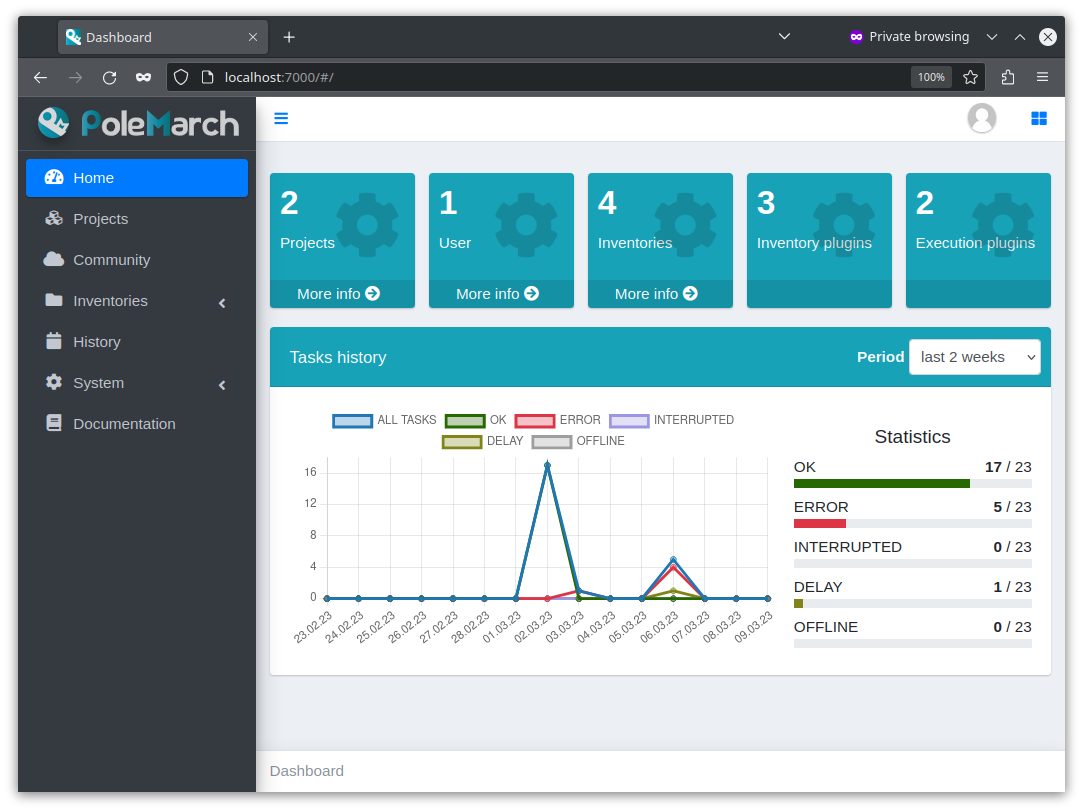 Dashboard
Private browsing
localhost:7000/#/
100%
PoleMarch
Home
Projects
Community
Inventories
History
System
Documentation
2
Projects
More info
1
User
More info
4
Inventories
More info
3
Inventory plugins
2
Execution plugins
Tasks history
Period last 2 weeks
ALL TASKS OK ERROR INTERRUPTED
DELAY OFFLINE
16
12
8
4
0
23.02.23 24.02.23 25.02.23 26.02.23 27.02.23 28.02.23 01.03.23 02.03.23 03.03.23 04.03.23 05.03.23 06.03.23 07.03.23 08.03.23 09.03.23
Statistics
OK 17 / 23
ERROR 5 / 23
INTERRUPTED 0 / 23
DELAY 1 / 23
OFFLINE 0 / 23
Dashboard